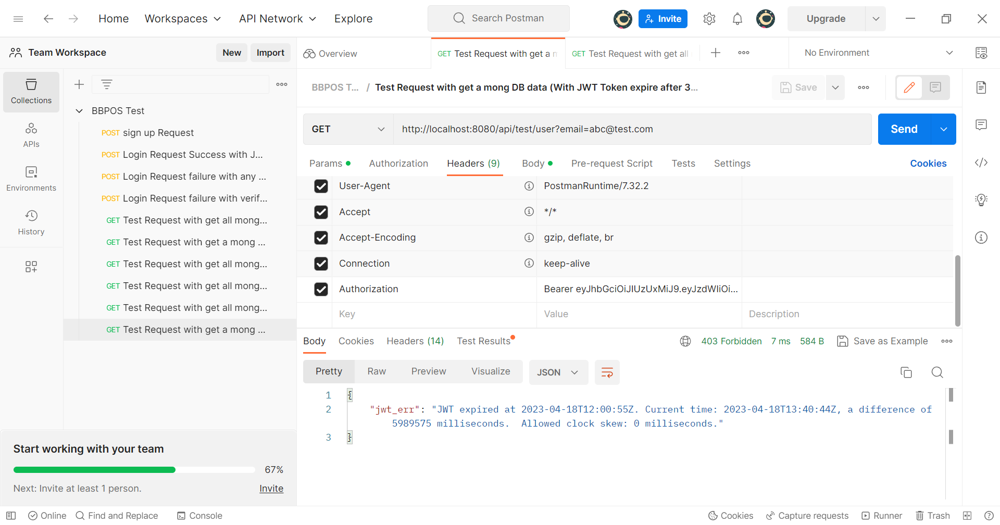 Home
Workspaces
API Network
Explore
Search Postman
Invite
Upgrade
Team Workspace
New
Import
Overview
GET Test Request with get a m
GET Test Request with get all
No Environment
Collections
APIs
Environments
History
BBPOS Test
POST sign up Request
POST Login Request Success with J...
POST Login Request failure with any ...
POST Login Request failure with verif...
GET Test Request with get all mong...
GET Test Request with get a mong ...
GET Test Request with get all mong...
GET Test Request with get all mong...
GET Test Request with get all mong...
GET Test Request with get a mong ...
BBPOS T... / Test Request with get a mong DB data (With JWT Token expire after 3...
Save
GET
http://localhost:8080/api/test/user?email=abc@test.com
Send
Params
Authorization
Headers (9)
Body
Pre-request Script
Tests
Settings
Cookies
User-Agent PostmanRuntime/7.32.2
Accept */*
Accept-Encoding gzip, deflate, br
Connection keep-alive
Authorization Bearer eyJhbGciOiJIUzUxMiJ9.eyJzdWIiOi...
Key Value Description
Body
Cookies
Headers (14)
Test Results
403 Forbidden 7 ms 584 B
Save as Example
Pretty
Raw
Preview
Visualize
JSON
1 {
2 "jwt_err": "JWT expired at 2023-04-18T12:00:55Z. Current time: 2023-04-18T13:40:44Z, a difference of
5989575 milliseconds.  Allowed clock skew: 0 milliseconds."
3 }
Start working with your team
67%
Next: Invite at least 1 person.
Invite
Online
Find and Replace
Console
Cookies
Capture requests
Runner
Trash